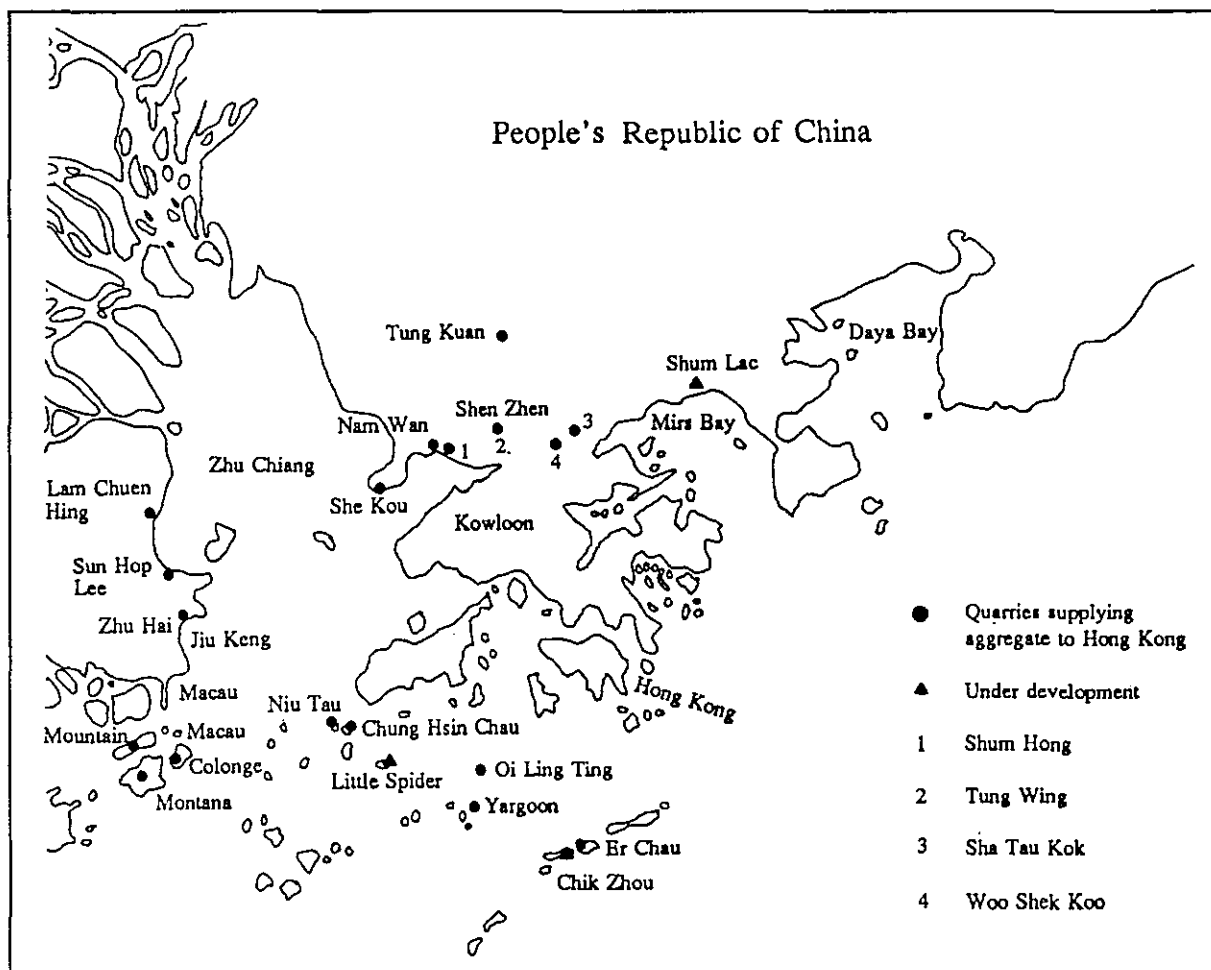 People's Republic of China
Tung Kuan
Daya Bay
Shum Lac
Shen Zhen
Nam Wan
3
Mirs Bay
2.
1
4
Zhu Chiang
Lam Chuen
Hing
She Kou
Kowloon
Sun Hop
Lee
Zhu Hai
Jiu Keng
Macau
Hong Kong
Niu Tau
Mountain
Macau
Chung Hsin Chau
Colonge
Little Spider
Oi Ling Ting
Montana
Yargoon
Er Chau
Chik Zhou
Quarries supplying
aggregate to Hong Kong
Under development
1 Shum Hong
2 Tung Wing
3 Sha Tau Kok
4 Woo Shek Koo